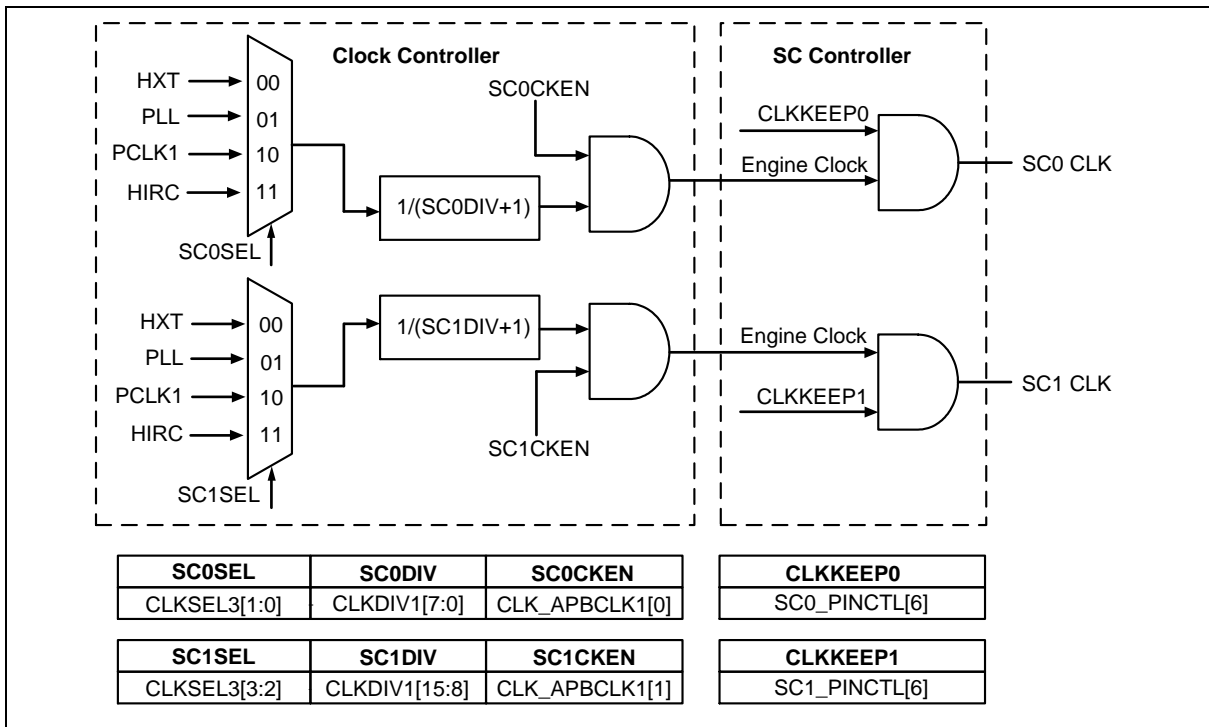 Clock Controller
SC Controller
HXT
00
SC0CKEN
PLL
01
CLKKEEP0
PCLK1
10
Engine Clock
SC0 CLK
HIRC
11
1/(SC0DIV+1)
SC0SEL
HXT
00
1/(SC1DIV+1)
Engine Clock
PLL
01
PCLK1
10
CLKKEEP1
SC1 CLK
HIRC
11
SC1CKEN
SC1SEL
SC0SEL SC0DIV SC0CKEN CLKKEEP0
CLKSEL3[1:0] CLKDIV1[7:0] CLK_APBCLK1[0] SC0_PINCTL[6]
SC1SEL SC1DIV SC1CKEN CLKKEEP1
CLKSEL3[3:2] CLKDIV1[15:8] CLK_APBCLK1[1] SC1_PINCTL[6]